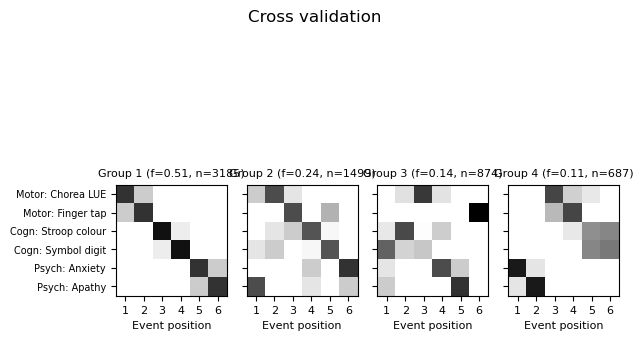 Cross validation
Group 1 (f=0.51, n=3185)
Group 2 (f=0.24, n=1499)
Group 3 (f=0.14, n=874)
Group 4 (f=0.11, n=687)
Motor: Chorea LUE
Motor: Finger tap
Cogn: Stroop colour
Cogn: Symbol digit
Psych: Anxiety
Psych: Apathy
1 2 3 4 5 6
1 2 3 4 5 6
1 2 3 4 5 6
1 2 3 4 5 6
Event position
Event position
Event position
Event position